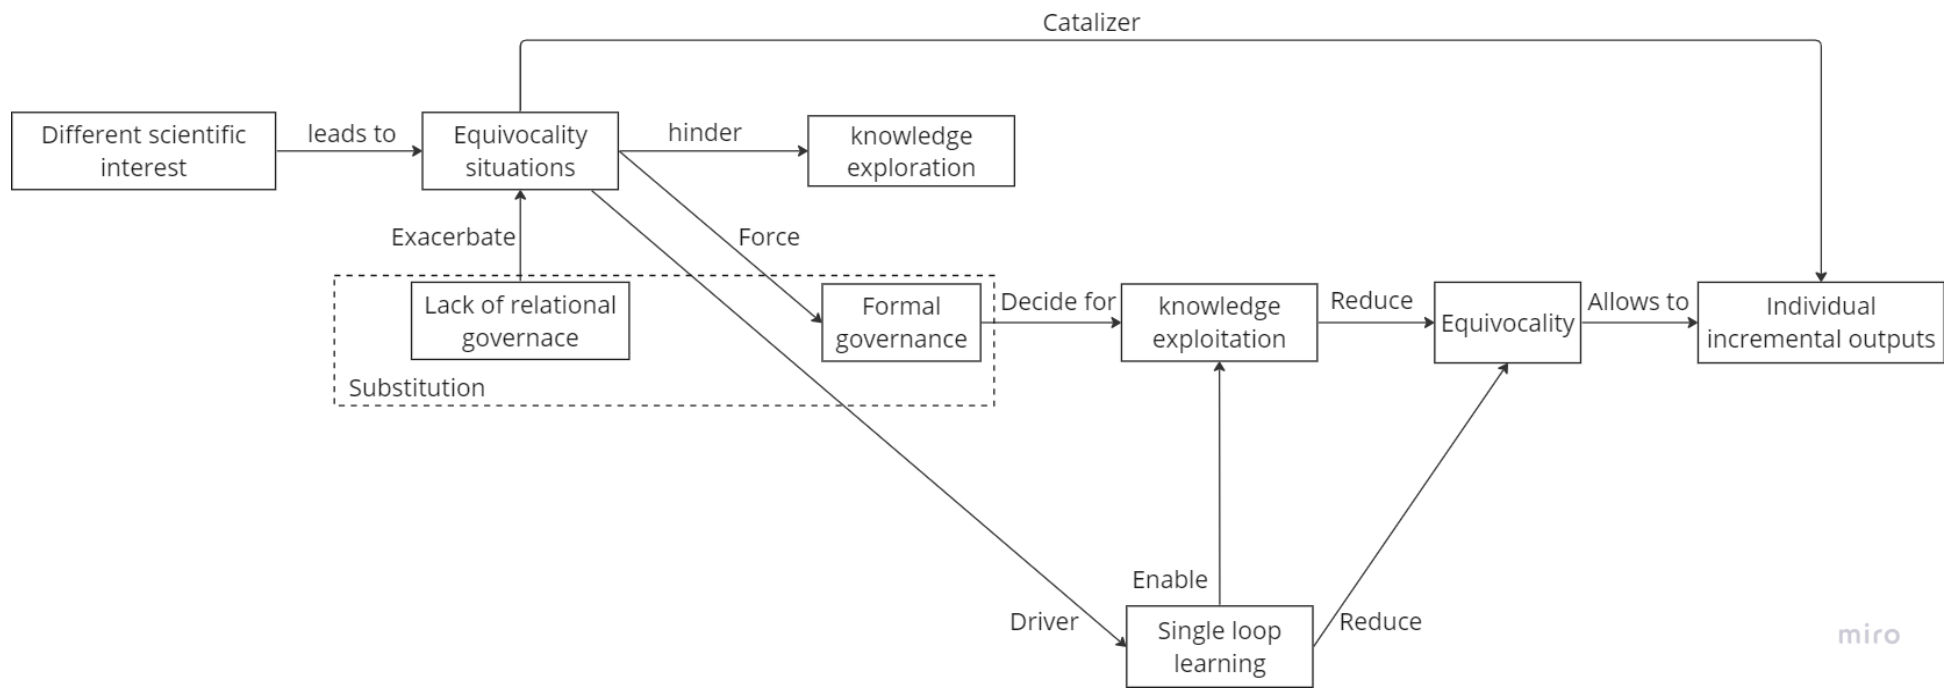 Catalizer
Different scientific
interest
leads to
Equivocality
situations
hinder
knowledge
exploration
Exacerbate
Force
Lack of relational
governace
Formal
governance
Substitution
Decide for
knowledge
exploitation
Reduce
Equivocality
Allows to
Individual
incremental outputs
Enable
Driver
Single loop
learning
Reduce
miro